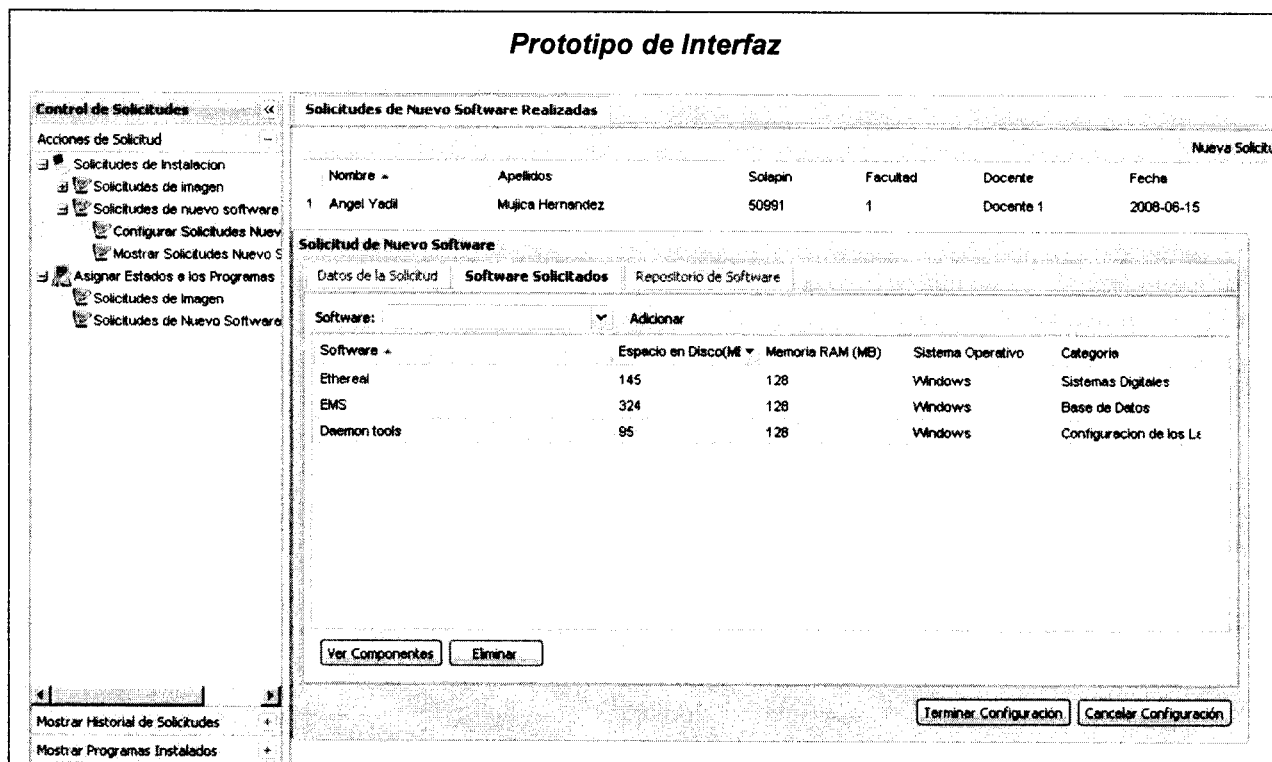 Prototipo de Interfaz
Control de Solicitudes «
Acciones de Solicitud
Solicitudes de Instalacion
Solicitudes de imagen
Solicitudes de nuevo software
Configurar Solicitudes Nuev
Mostrar Solicitudes Nuevo S
Asignar Estados a los Programas
Solicitudes de Imagen
Solicitudes de Nuevo Software
Mostrar Historial de Solicitudes +
Mostrar Programas Instalados +
Solicitudes de Nuevo Software Realizadas
Nueva Solicitu
Nombre Apellidos Solapin Facultad Docente Fecha
1 Angel Yadil Mujica Hernandez 50991 1 Docente 1 2008-06-15
Solicitud de Nuevo Software
Datos de la Solicitud Software Solicitados Repositorio de Software
Software: Adicionar
Software Espacio en Disco(ME Memoria RAM (MB) Sistema Operativo Categoria
Ethereal 145 128 Windows Sistemas Digitales
EMS 324 128 Windows Base de Datos
Daemon tools 95 128 Windows Configuracion de los La
Ver Componentes Eliminar
Terminar Configuración Cancelar Configuración